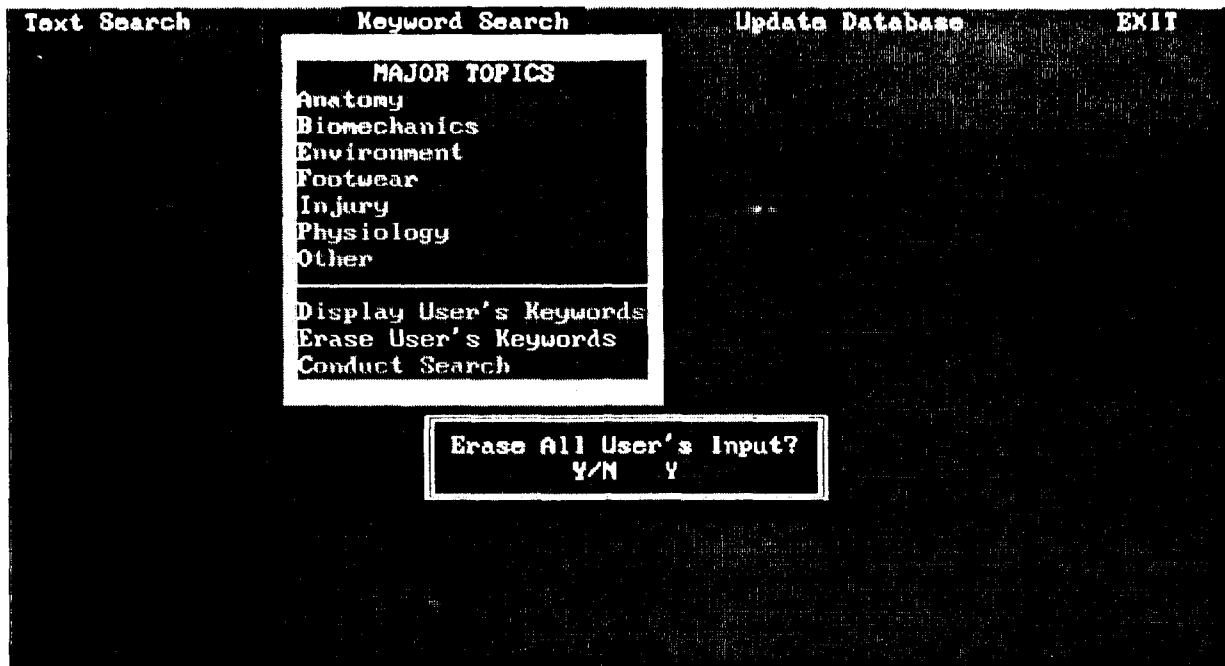 Text Search Keyword Search Update Database EXIT
MAJOR TOPICS
Anatomy
Biomechanics
Environment
Footwear
Injury
Physiology
Other
Display User's Keywords
Erase User's Keywords
Conduct Search
Erase All User's Input?
Y/N Y